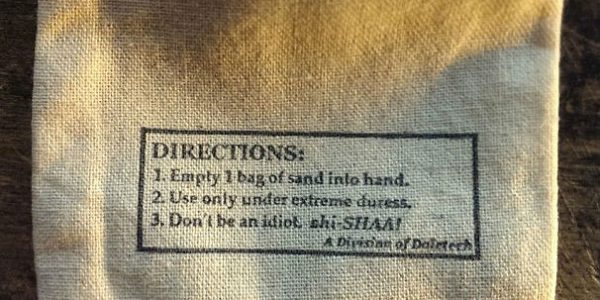 DIRECTIONS:
1. Empty 1 bag of sand into hand.
2. Use only under extreme duress.
3. Don't be an idiot. shi-SHAA!
A Division of Daletech